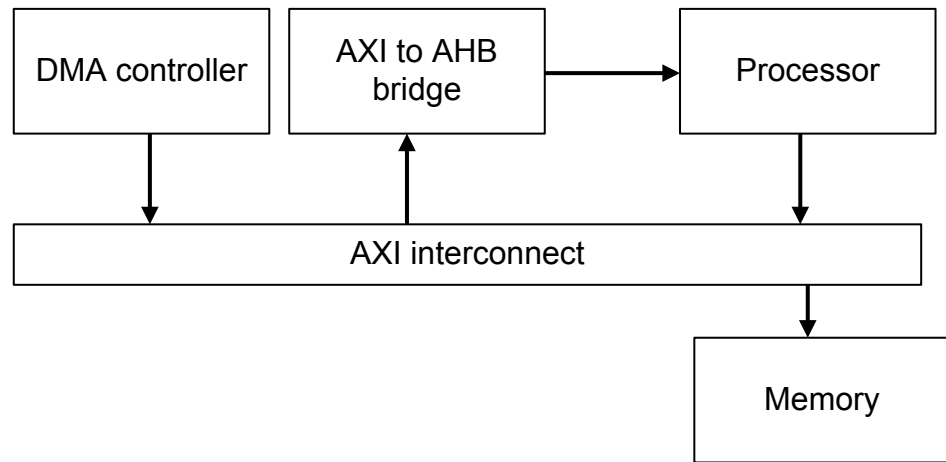 DMA controller
AXI to AHB
bridge
Processor
AXI interconnect
Memory